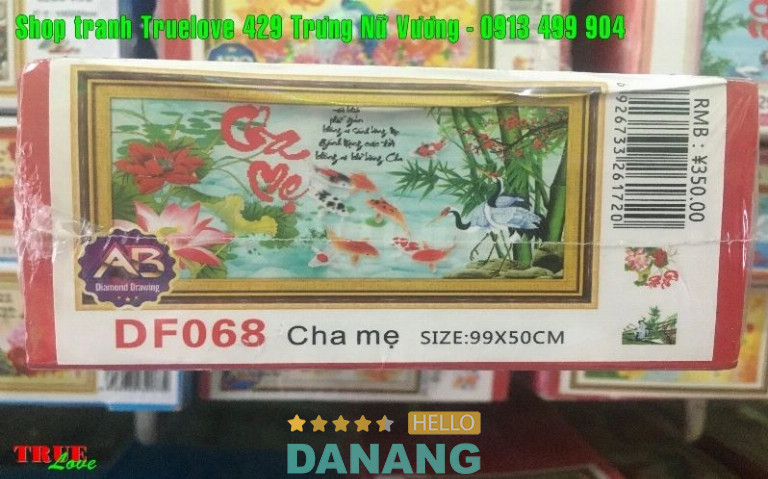 Shop tranh Truelove 429 Trưng Nữ Vương - 0913 499 904
Cha
Mẹ
AB
Diamond Drawing
DF068 Cha mẹ SIZE:99X50CM
6926733261720
RMB : ¥350.00
TRUE
Love
HELLO
DANANG